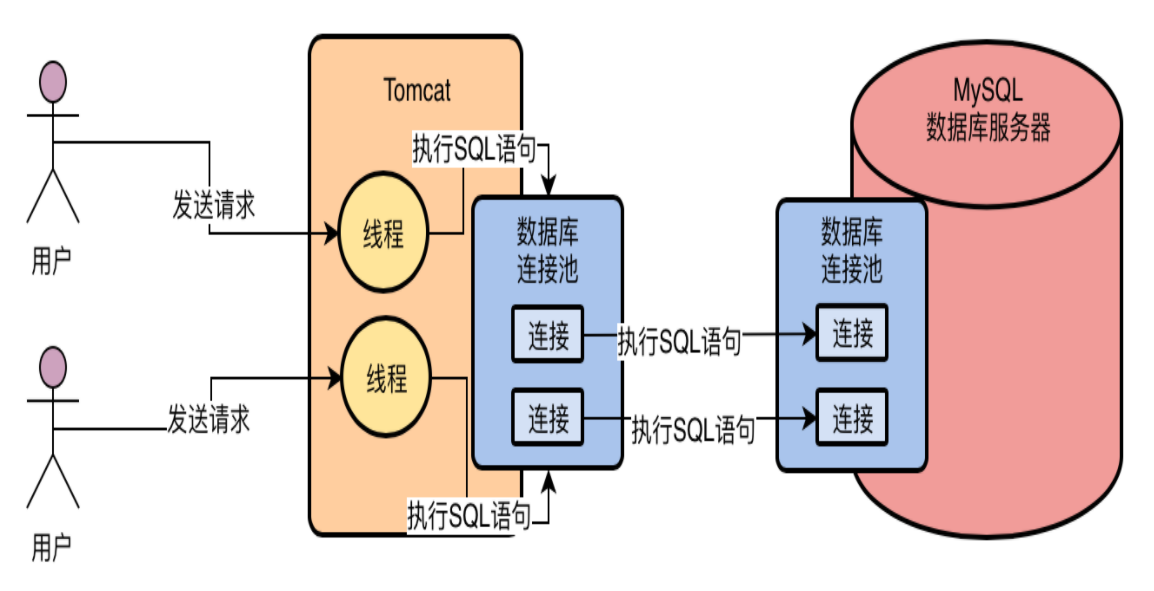 Tomcat
MySQL
数据库服务器
执行SQL语句
发送请求
线程
数据库
连接池
数据库
连接池
用户
连接
执行SQL语句
连接
线程
发送请求
连接
执行SQL语句
连接
执行SQL语句
用户